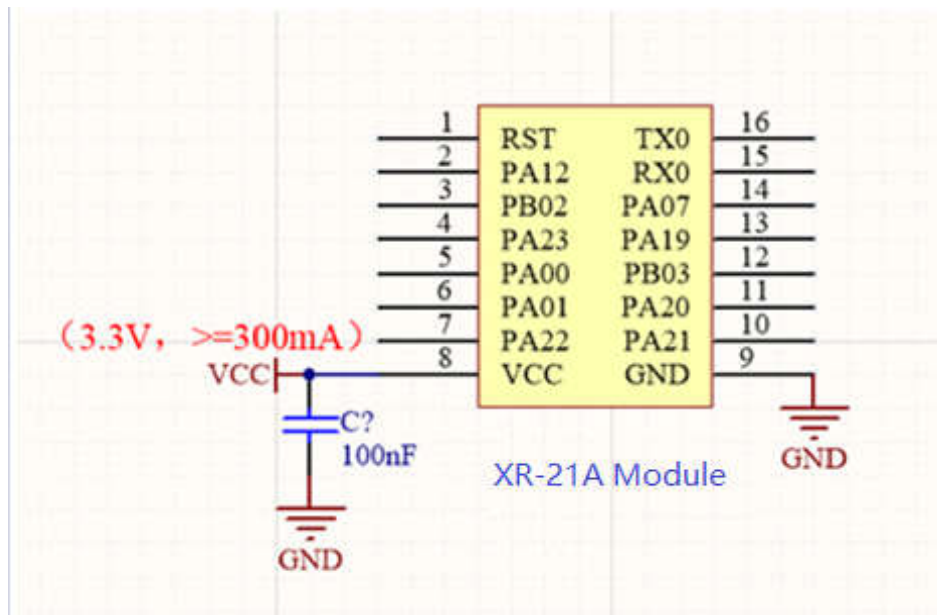 1 RST TX0 16
2 PA12 RX0 15
3 PB02 PA07 14
4 PA23 PA19 13
5 PA00 PB03 12
6 PA01 PA20 11
7 PA22 PA21 10
8 VCC GND 9
（3.3V，>=300mA）
VCC
C?
100nF
GND
GND
XR-21A Module